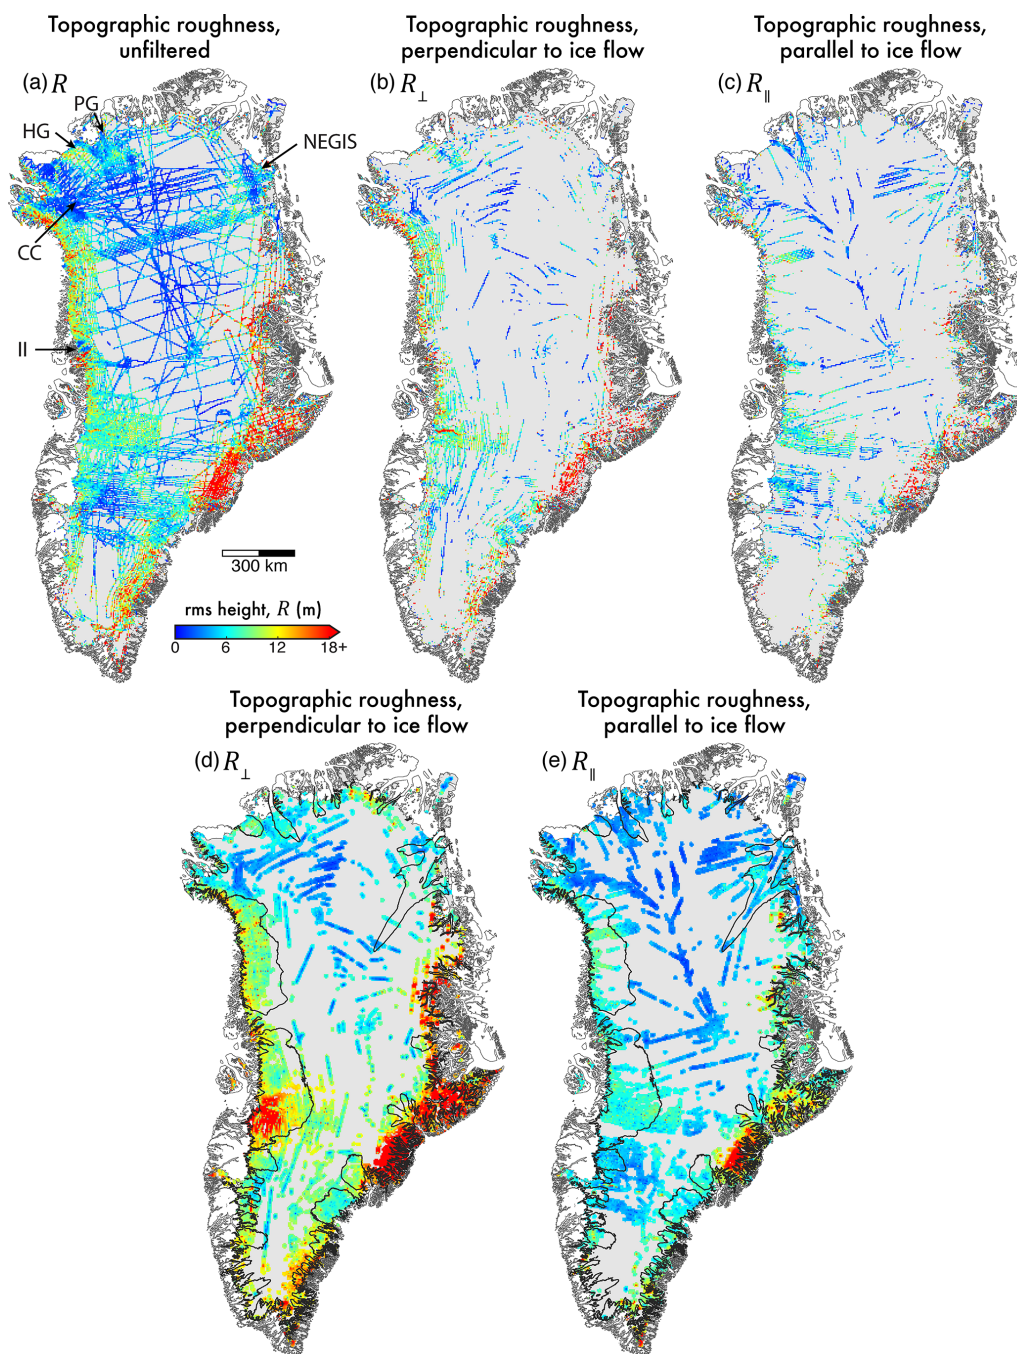 Topographic roughness,
unfiltered
Topographic roughness,
perpendicular to ice flow
Topographic roughness,
parallel to ice flow
(a) R
(b) R⊥
(c) R∥
PG
HG
NEGIS
CC
II
300 km
rms height, R (m)
0 6 12 18+
Topographic roughness,
perpendicular to ice flow
Topographic roughness,
parallel to ice flow
(d) R⊥
(e) R∥